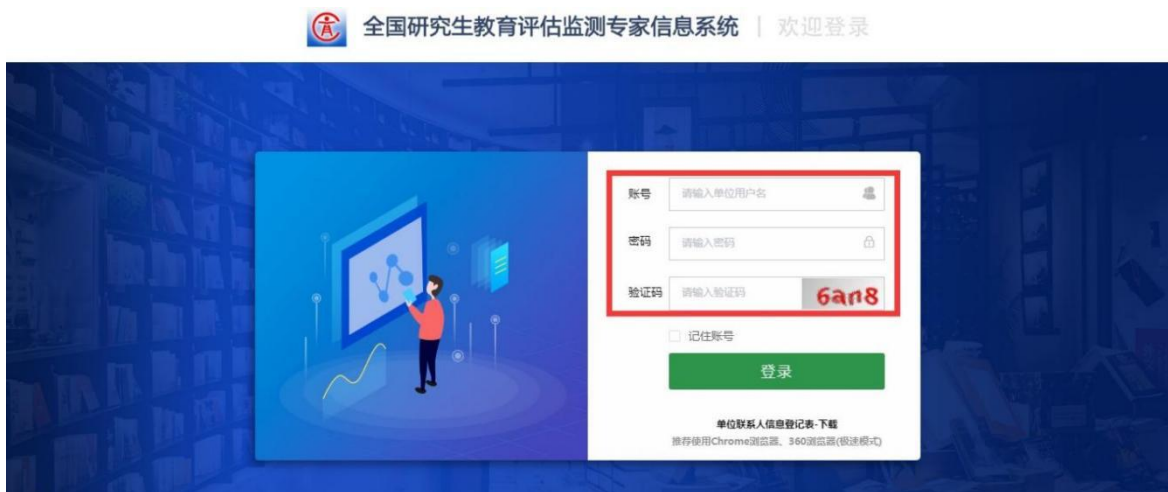 全国研究生教育评估监测专家信息系统 | 欢迎登录
账号 请输入单位用户名
密码 请输入密码
验证码 请输入验证码 6an8
记住账号
登录
单位联系人信息登记表-下载
推荐使用Chrome浏览器、360浏览器(极速模式)